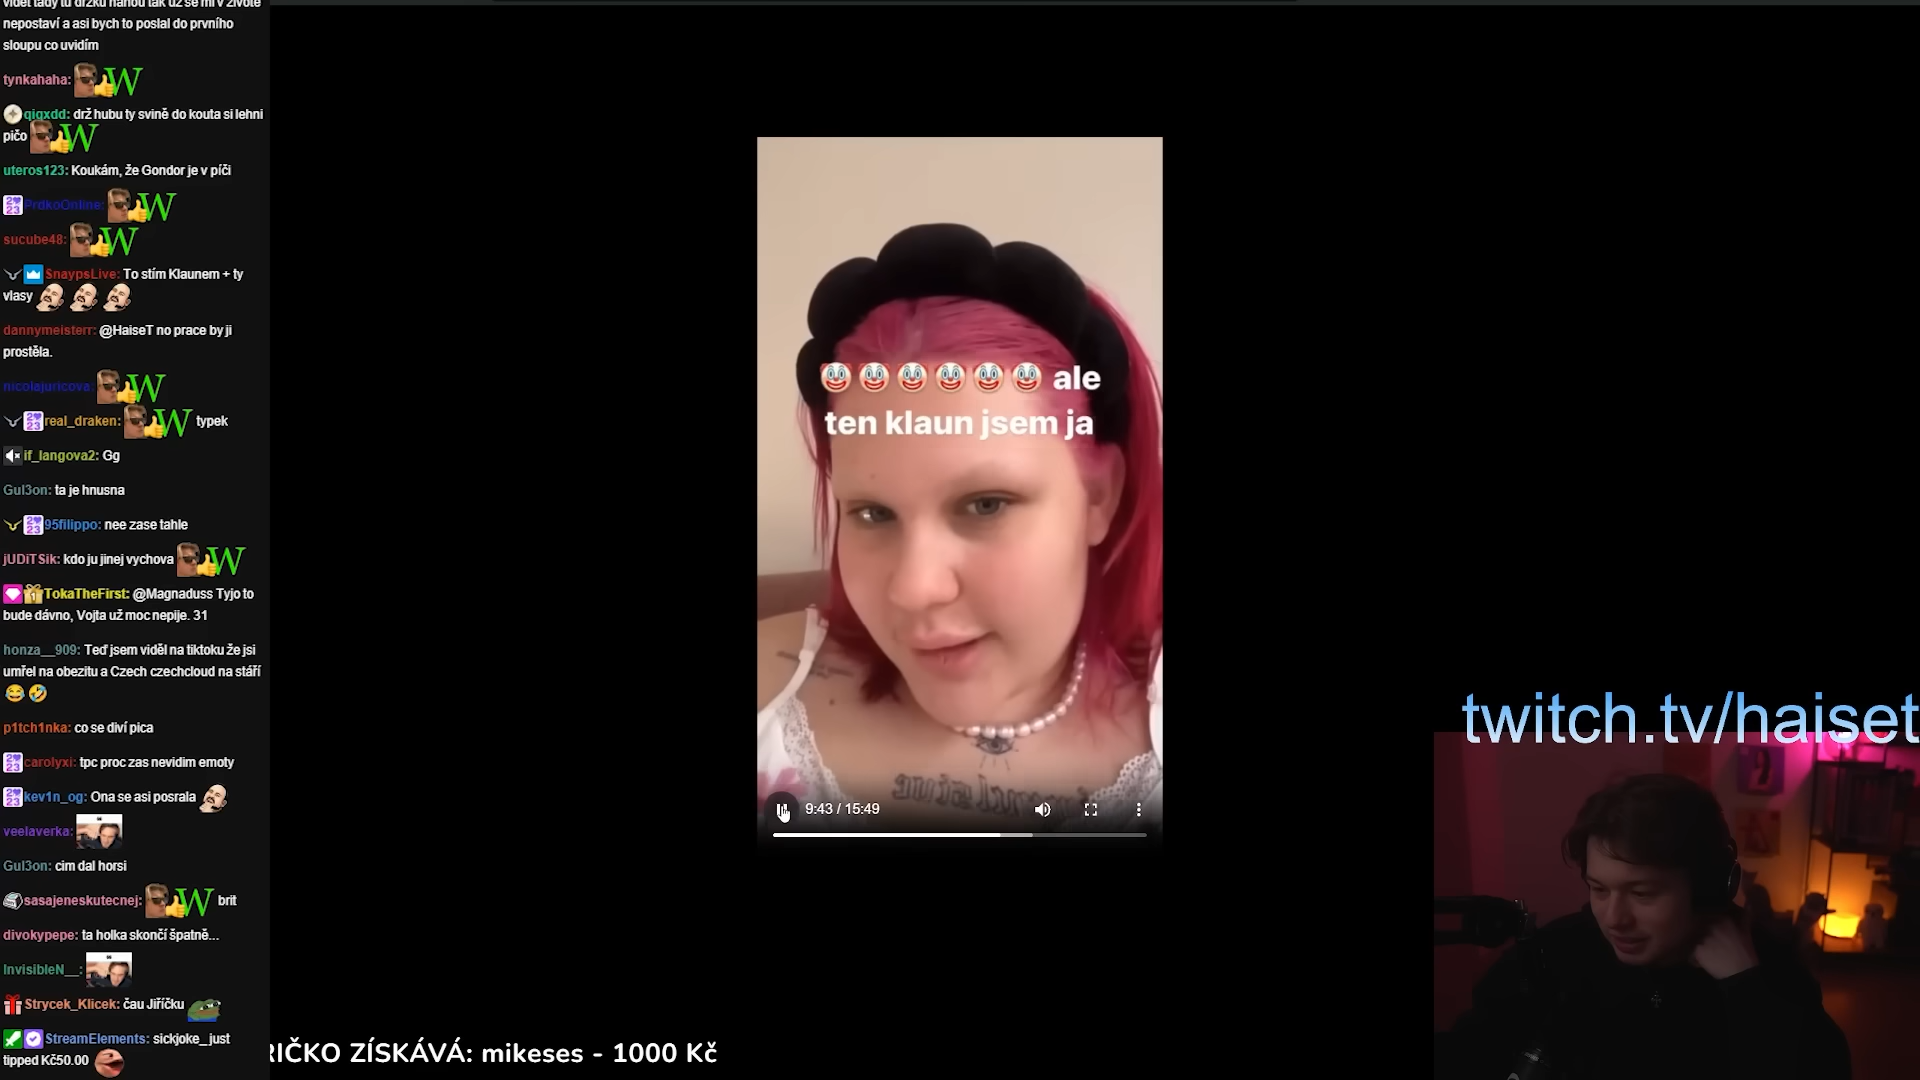 nepostaví a asi bych to poslal do prvního
sloupu co uvidím
tynkahaha:
qigxdd: drž hubu ty svině do kouta si lehni
pičo
uteros123: Koukám, že Gondor je v píči
PrdkoOnline:
sucube48:
SnaypsLive: To stím Klaunem + ty
vlasy
dannymeisterr: @HaiseT no prace by ji
prostěla.
nicolajuricova:
real_draken: typek
if_langova2: Gg
Gul3on: ta je hnusna
95filippo: nee zase tahle
jUDiTSik: kdo ju jinej vychova
TokaTheFirst: @Magnaduss Tyjo to
bude dávno, Vojta už moc nepije. 31
honza__909: Teď jsem viděl na tiktoku že jsi
umřel na obezitu a Czech czechcloud na stáří
p1tch1nka: co se diví pica
carolyxi: tpc proc zas nevidim emoty
kev1n_og: Ona se asi posrala
veelaverka:
Gul3on: cim dal horsi
sasajeneskutecnej: brit
divokypepe: ta holka skončí špatně...
InvisibleN__:
Strycek_Klicek: čau Jiříčku
StreamElements: sickjoke_just
tipped Kč50.00
🤡🤡🤡🤡🤡🤡 ale
ten klaun jsem ja
9:43 / 15:49
twitch.tv/haiset
RIČKO ZÍSKÁVÁ: mikeses - 1000 Kč